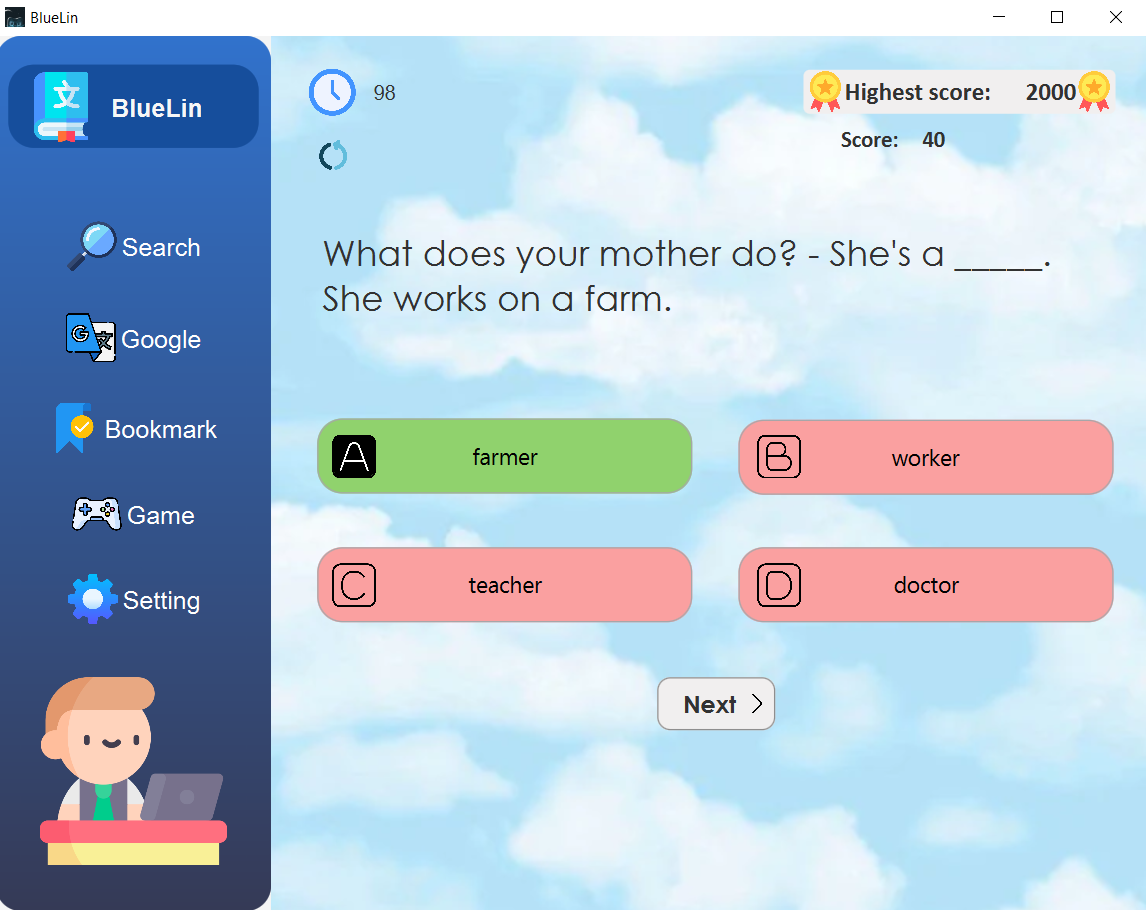 BlueLin
文
BlueLin
Search
G 文
Google
Bookmark
Game
Setting
98
Highest score: 2000
Score: 40
What does your mother do? - She's a _____.
She works on a farm.
A farmer
B worker
C teacher
D doctor
Next >